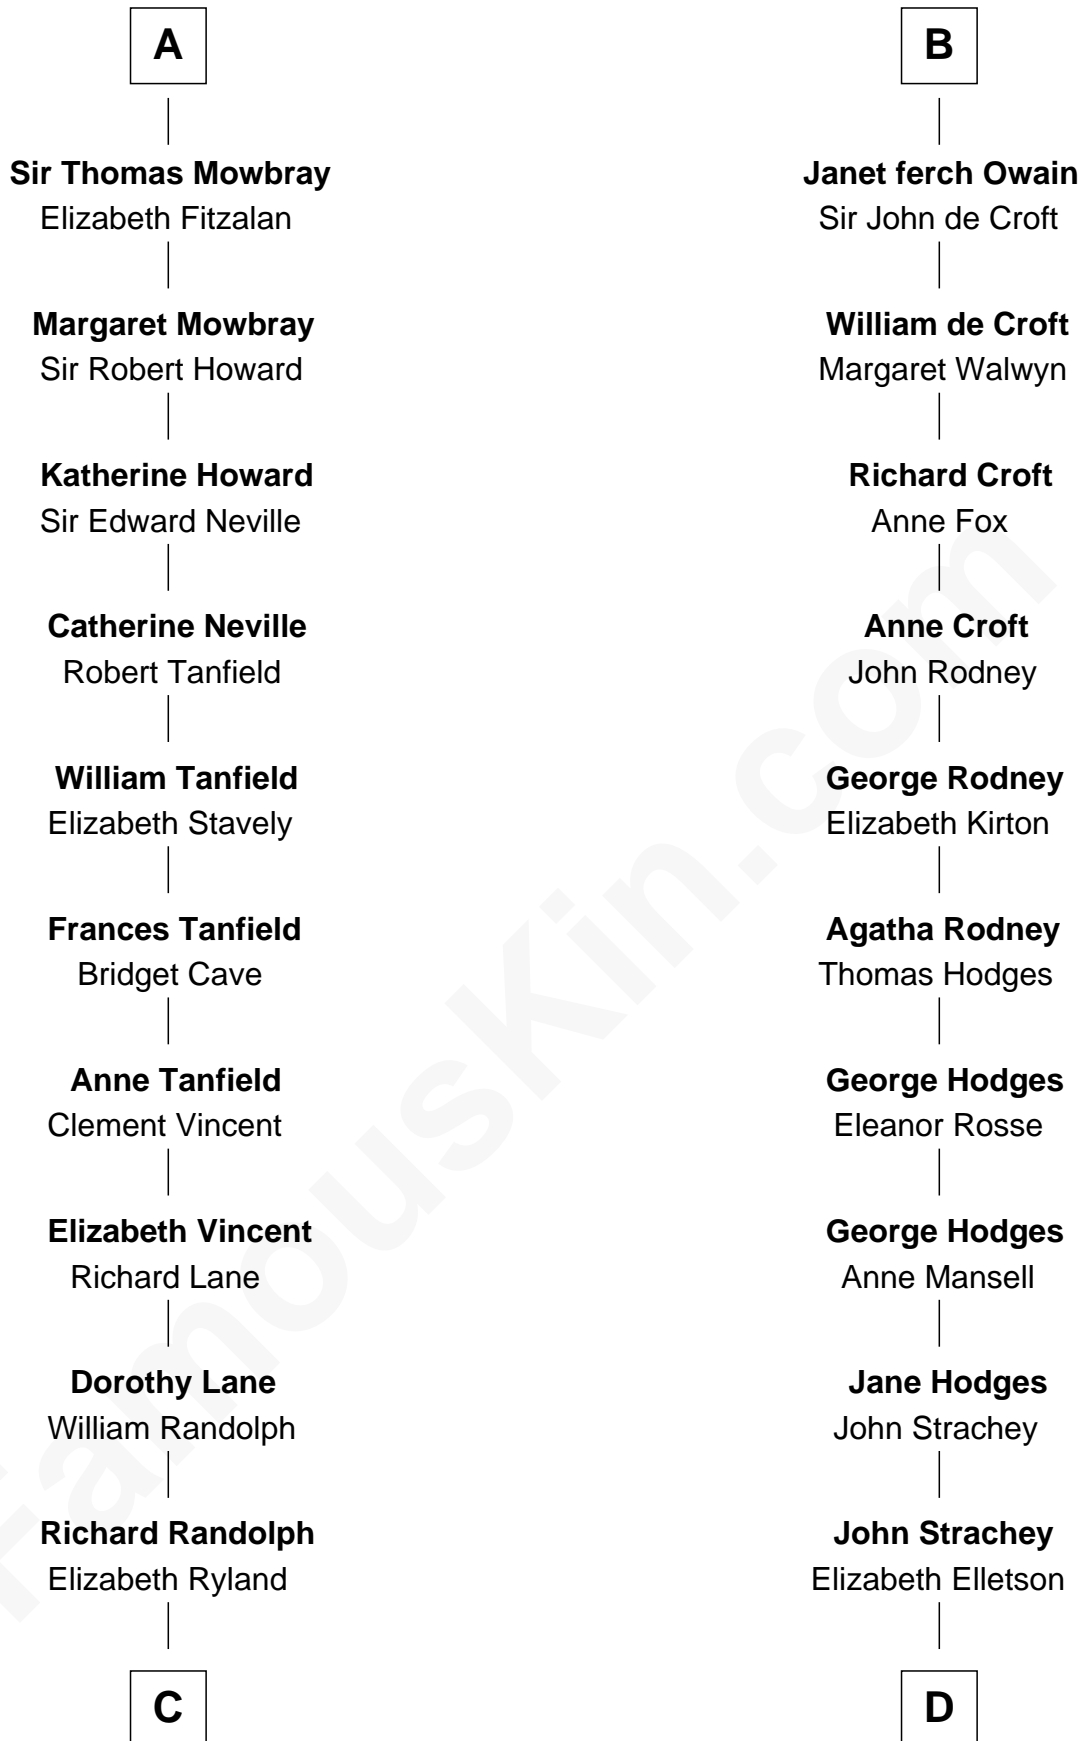 A
Sir Thomas Mowbray
Elizabeth Fitzalan
Margaret Mowbray
Sir Robert Howard
Katherine Howard
Sir Edward Neville
Catherine Neville
Robert Tanfield
William Tanfield
Elizabeth Stavely
Frances Tanfield
Bridget Cave
Anne Tanfield
Clement Vincent
Elizabeth Vincent
Richard Lane
Dorothy Lane
William Randolph
Richard Randolph
Elizabeth Ryland
C
B
Janet ferch Owain
Sir John de Croft
William de Croft
Margaret Walwyn
Richard Croft
Anne Fox
Anne Croft
John Rodney
George Rodney
Elizabeth Kirton
Agatha Rodney
Thomas Hodges
George Hodges
Eleanor Rosse
George Hodges
Anne Mansell
Jane Hodges
John Strachey
John Strachey
Elizabeth Elletson
D
FamousKin.com